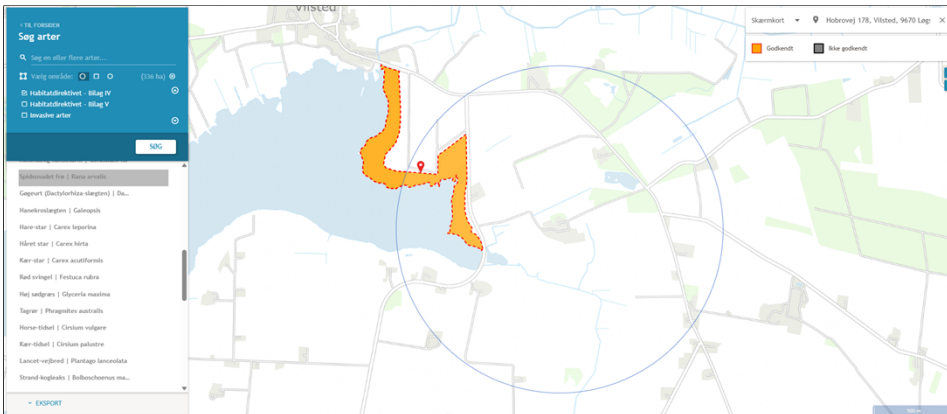 Vilsted
< TIL FORSIDEN
Søg arter
Søg en eller flere arter....
Vælg område:
(336 ha)
Habitatdirektivet - Bilag IV
Habitatdirektivet - Bilag V
Invasive arter
SØG
Spidssnudet frø | Rana arvalis
Gøgeurt (Dactylorhiza-slægten) | Da...
Hanekroslægten | Galeopsis
Hare-star | Carex leporina
Håret star | Carex hirta
Kær-star | Carex acutiformis
Rød svingel | Festuca rubra
Høj sødgræs | Glyceria maxima
Tagrør | Phragmites australis
Horse-tidsel | Cirsium vulgare
Kær-tidsel | Cirsium palustre
Lancet-vejbred | Plantago lanceolata
Strand-kogleaks | Bolboschoenus ma...
EKSPORT
Skærmkort
Hobrovej 178, Vilsted, 9670 Løgs
Godkendt
Ikke godkendt